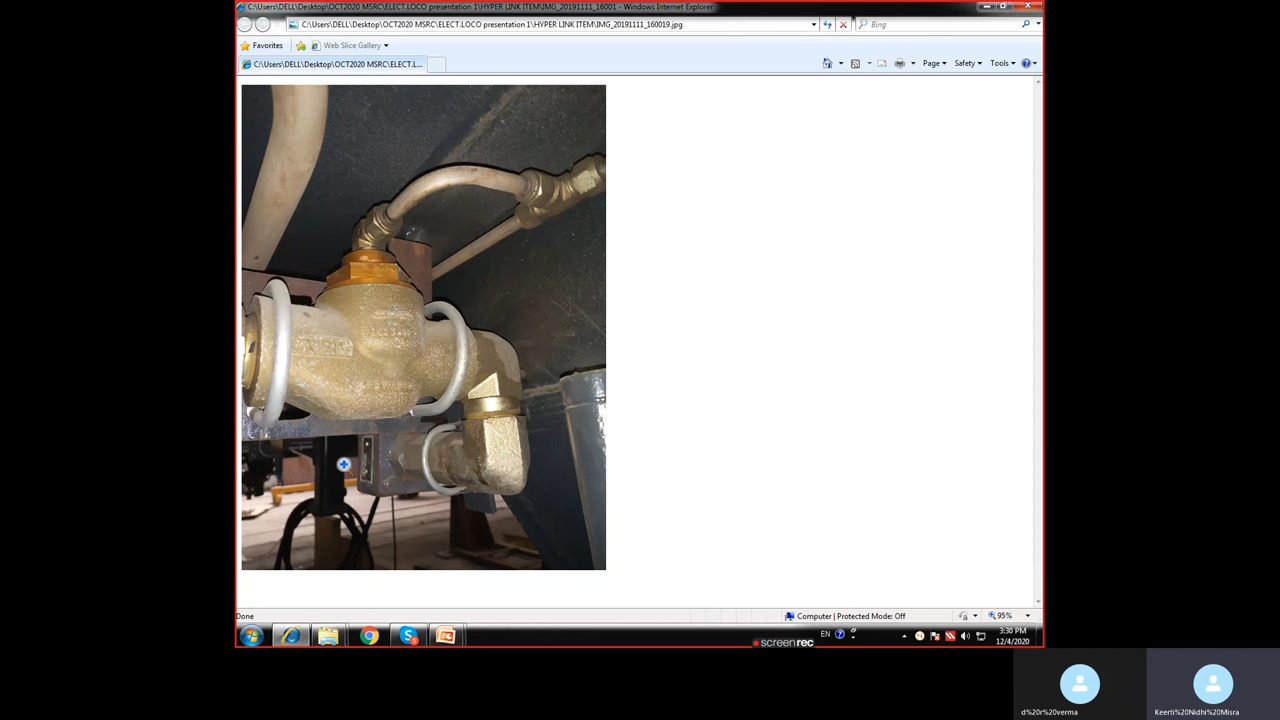 C:\Users\DELL\Desktop\OCT2020 MSRC\ELECT.LOCO presentation 1\HYPER LINK ITEM\IMG_20191111_16001 - Windows Internet Explorer
C:\Users\DELL\Desktop\OCT2020 MSRC\ELECT.LOCO presentation 1\HYPER LINK ITEM\IMG_20191111_160019.jpg
Bing
Favorites
Web Slice Gallery
C:\Users\DELL\Desktop\OCT2020 MSRC\ELECT.L...
Page
Safety
Tools
Done
Computer | Protected Mode: Off
95%
EN
3:30 PM
12/4/2020
screenrec
d%20r%20verma
Keerti%20Nidhi%20Misra